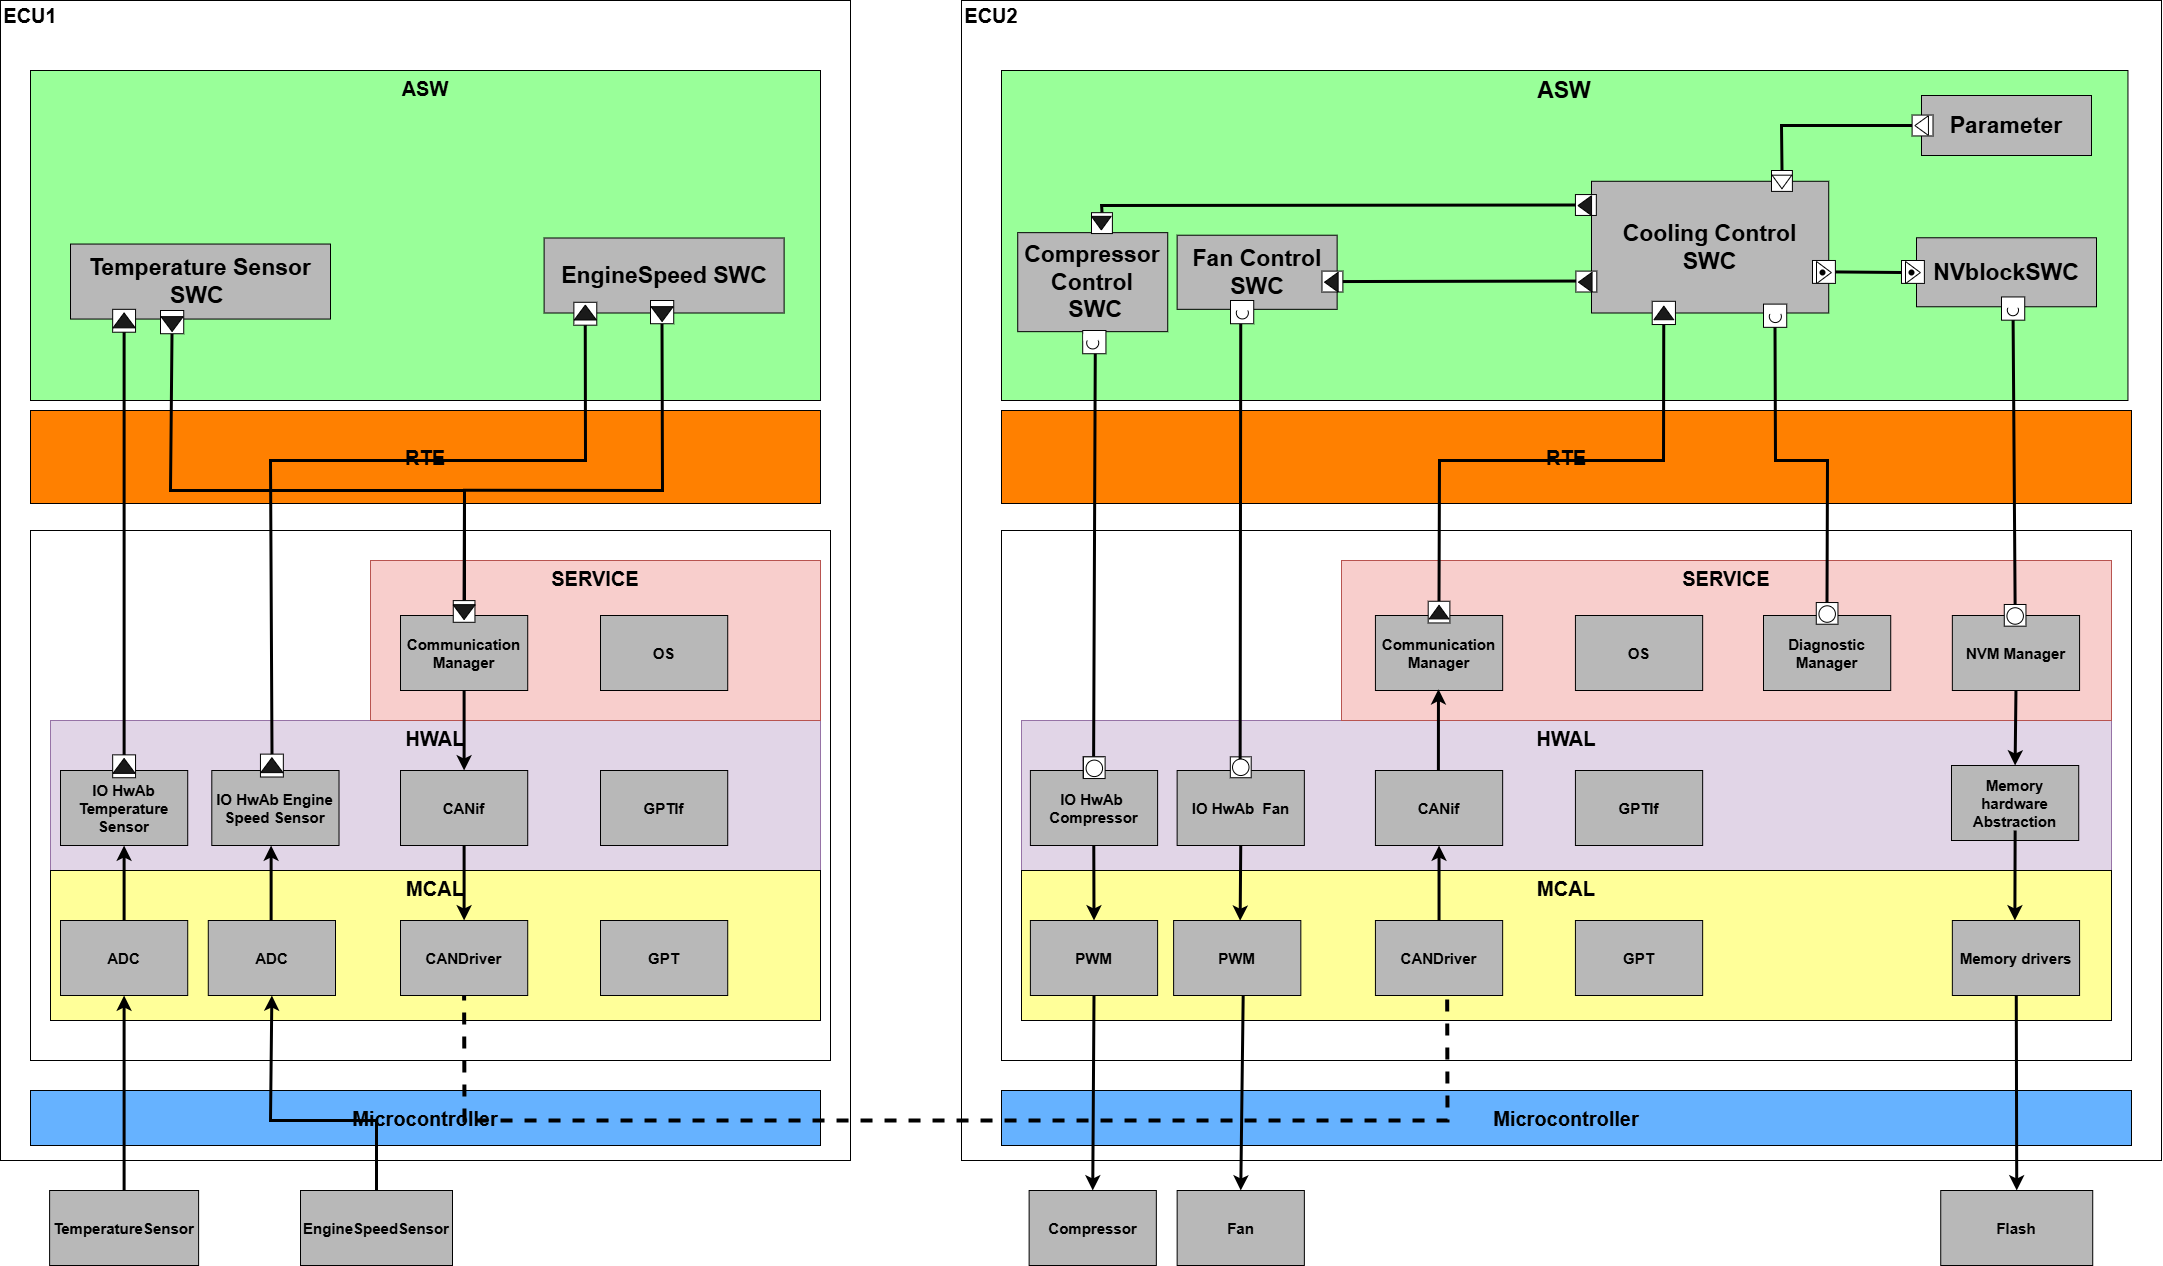 ECU1
ASW
Temperature Sensor
SWC
EngineSpeed SWC
RTE
SERVICE
Communication
Manager
OS
HWAL
IO HwAb
Temperature
Sensor
IO HwAb Engine
Speed Sensor
CANif
GPTIf
MCAL
ADC
ADC
CANDriver
GPT
Microcontroller
TemperatureSensor
EngineSpeedSensor
ECU2
ASW
Parameter
Compressor
Control
SWC
Fan Control
SWC
Cooling Control
SWC
NVblockSWC
RTE
SERVICE
Communication
Manager
OS
Diagnostic
Manager
NVM Manager
HWAL
IO HwAb
Compressor
IO HwAb Fan
CANif
GPTIf
Memory
hardware
Abstraction
MCAL
PWM
PWM
CANDriver
GPT
Memory drivers
Microcontroller
Compressor
Fan
Flash